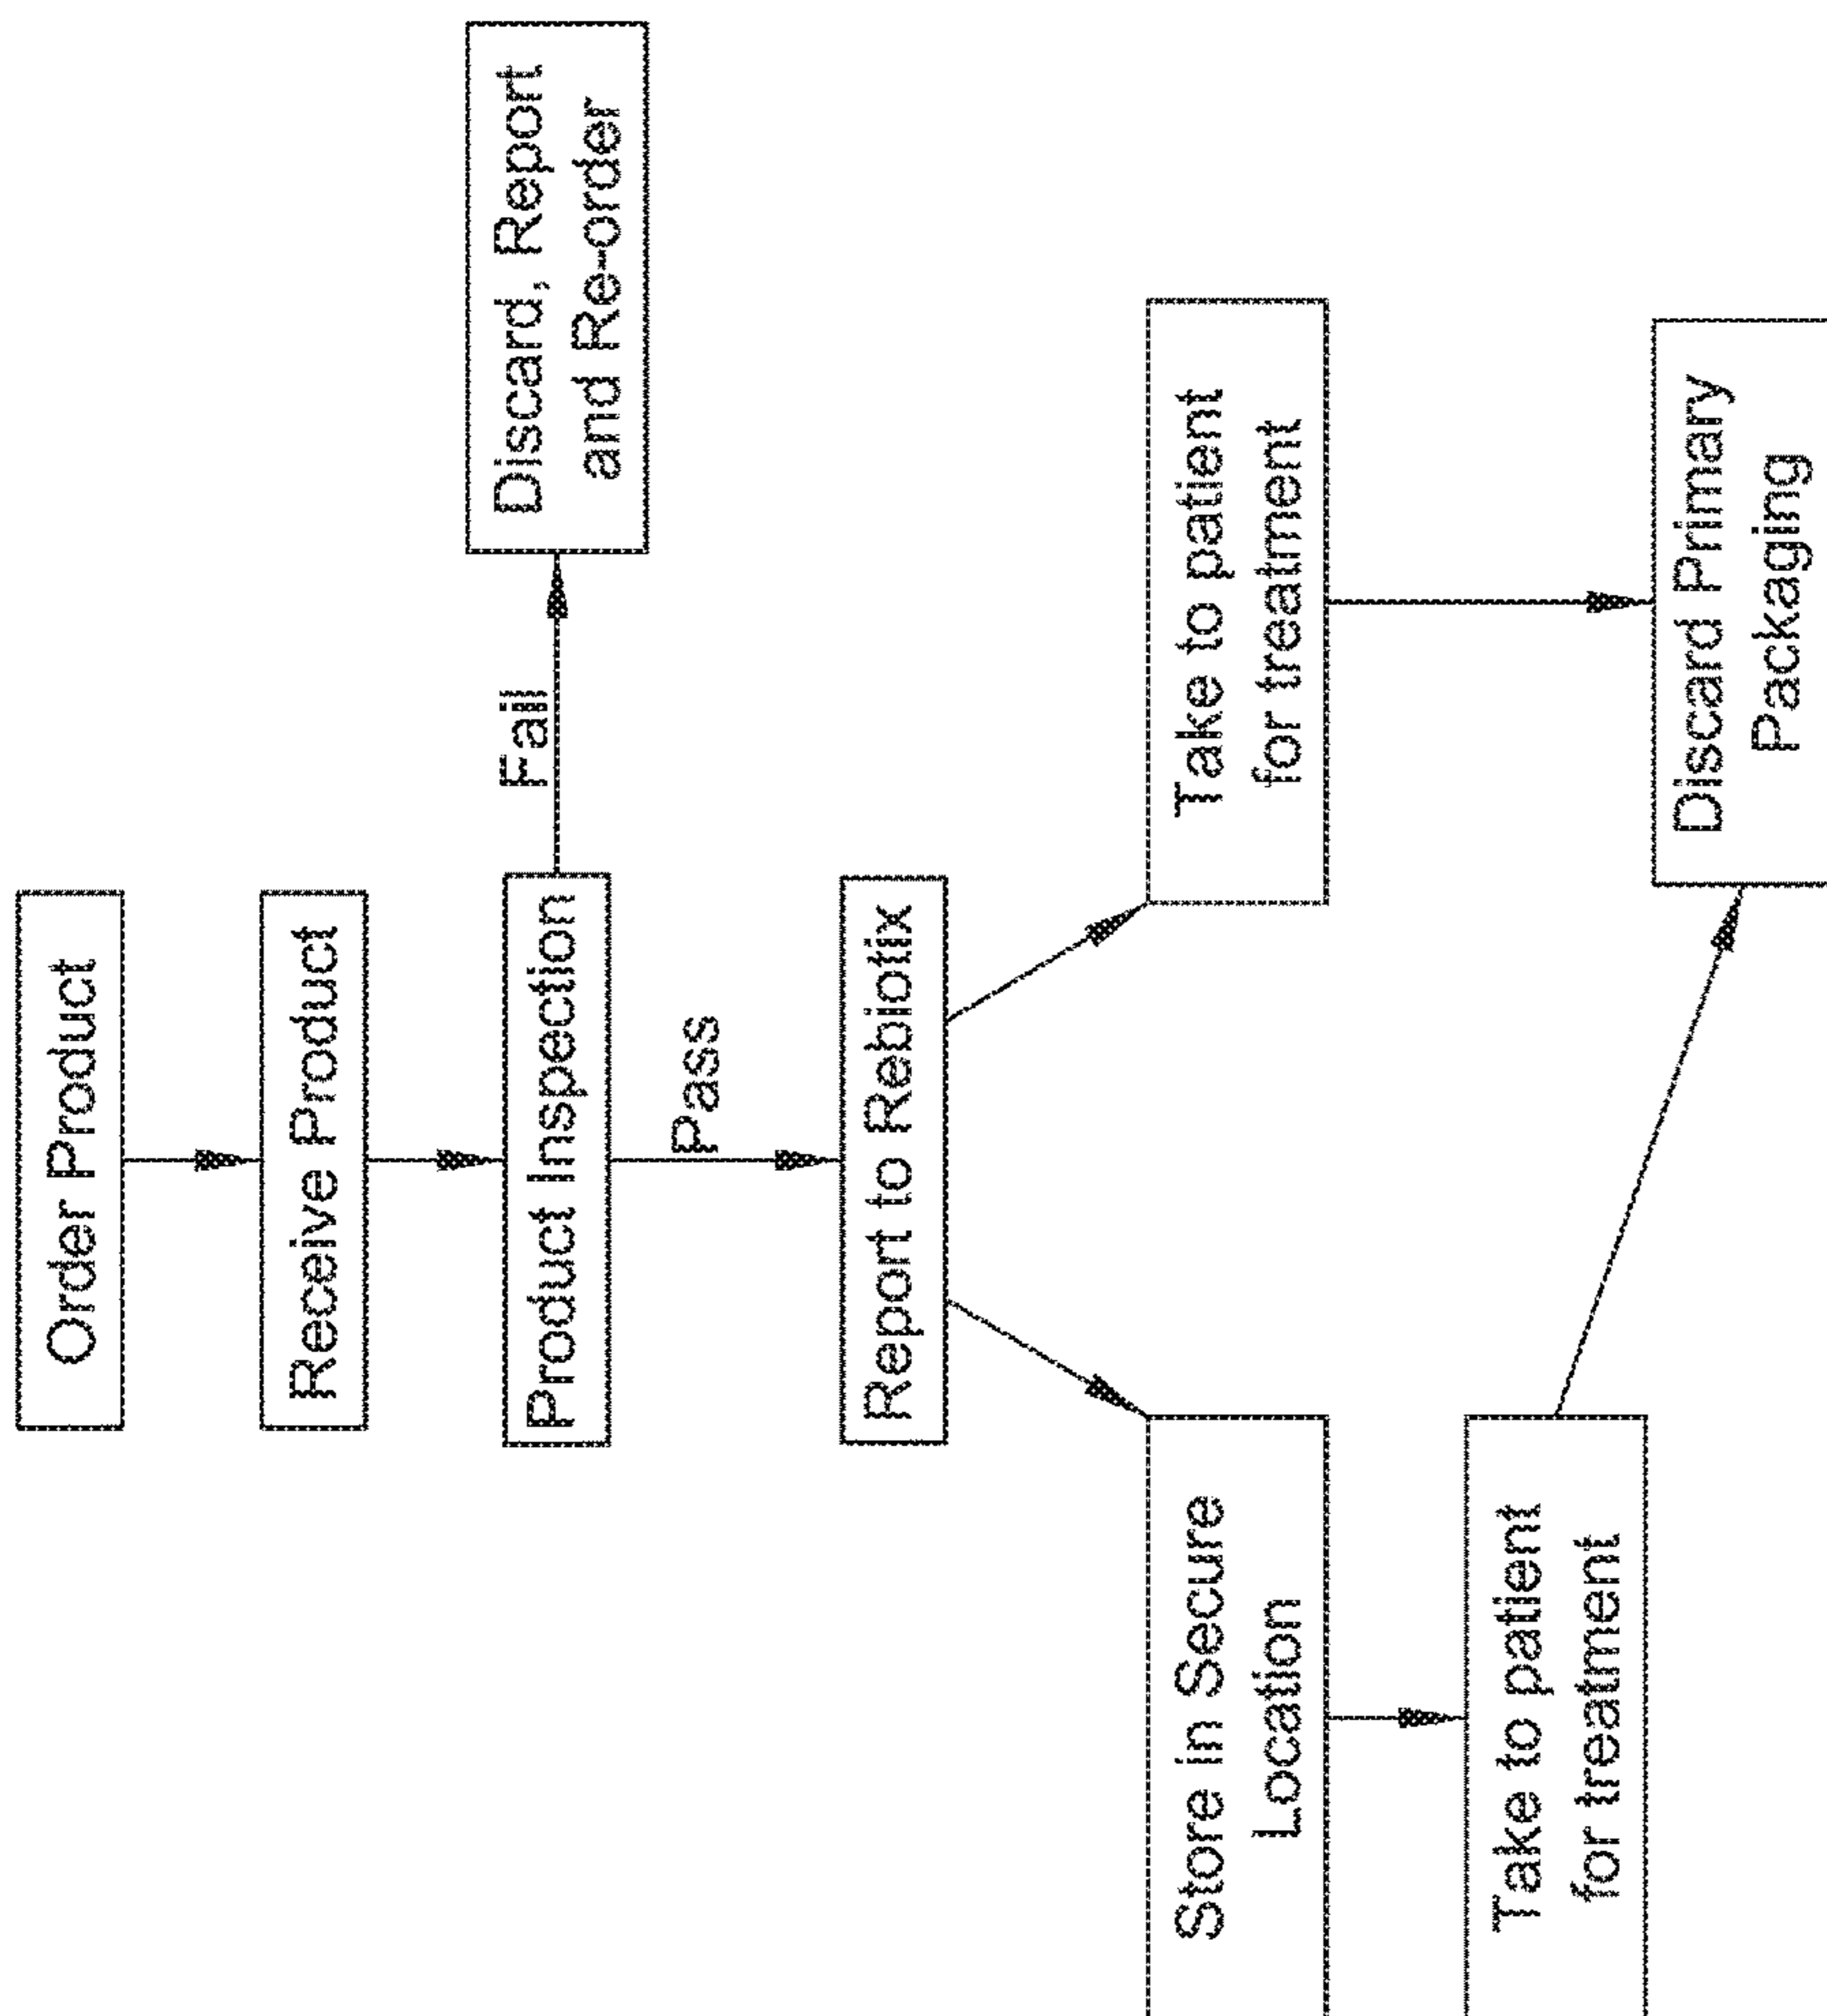 Order Product
Receive Product
Product Inspection
Fail
Discard, Report
and Re-order
Pass
Report to Rebiotix
Store in Secure
Location
Take to patient
for treatment
Take to patient
for treatment
Discard Primary
Packaging